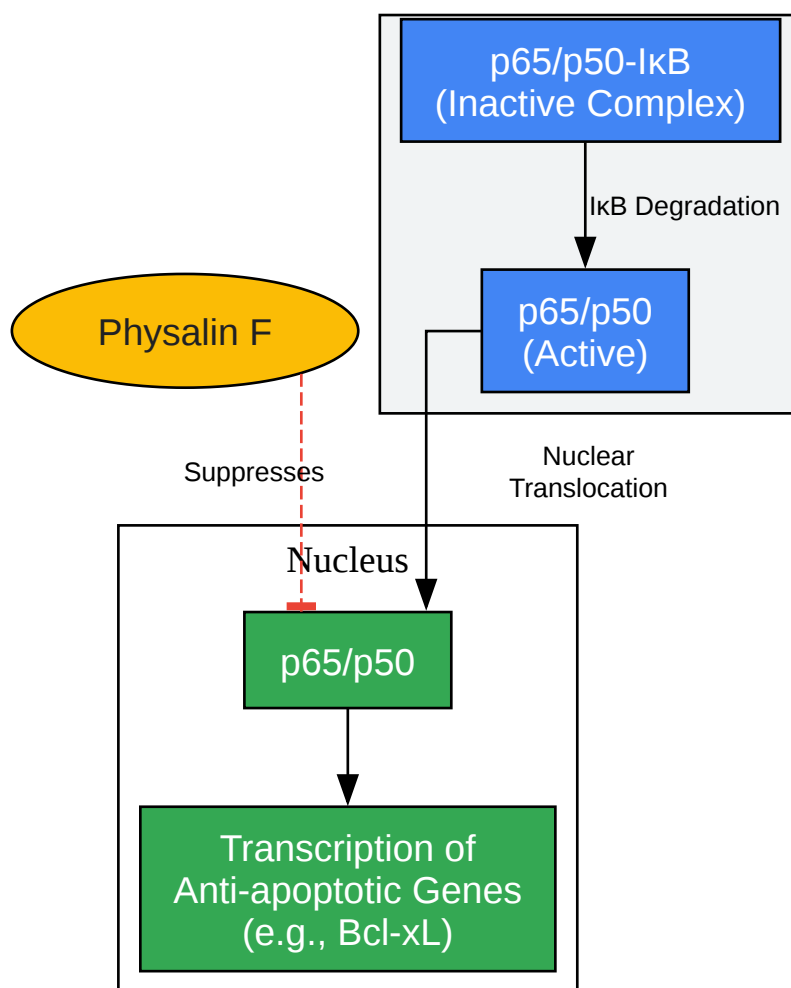 p65/p50-IκB
(Inactive Complex)
IκB Degradation
p65/p50
(Active)
Physalin F
Suppresses
Nuclear
Translocation
Nucleus
p65/p50
Transcription of
Anti-apoptotic Genes
(e.g., Bcl-xL)